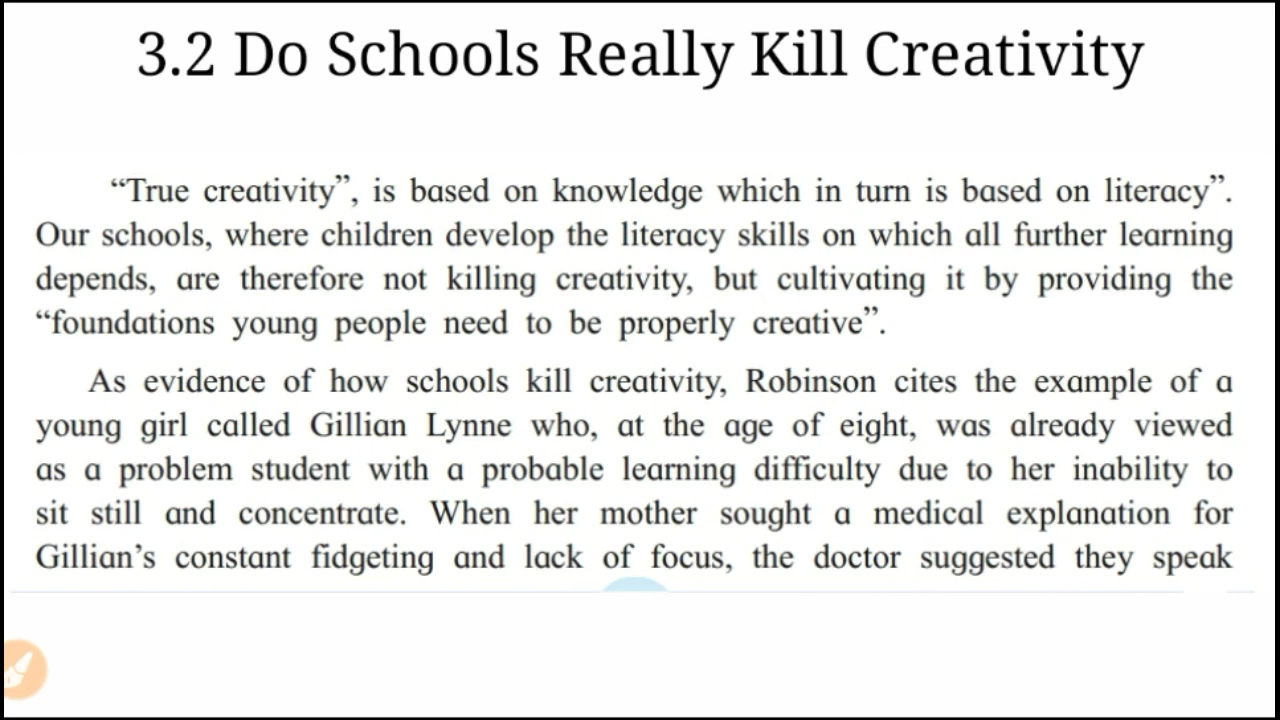 3.2 Do Schools Really Kill Creativity
“True creativity”, is based on knowledge which in turn is based on literacy”.
Our schools, where children develop the literacy skills on which all further learning
depends, are therefore not killing creativity, but cultivating it by providing the
“foundations young people need to be properly creative”.
As evidence of how schools kill creativity, Robinson cites the example of a
young girl called Gillian Lynne who, at the age of eight, was already viewed
as a problem student with a probable learning difficulty due to her inability to
sit still and concentrate. When her mother sought a medical explanation for
Gillian’s constant fidgeting and lack of focus, the doctor suggested they speak